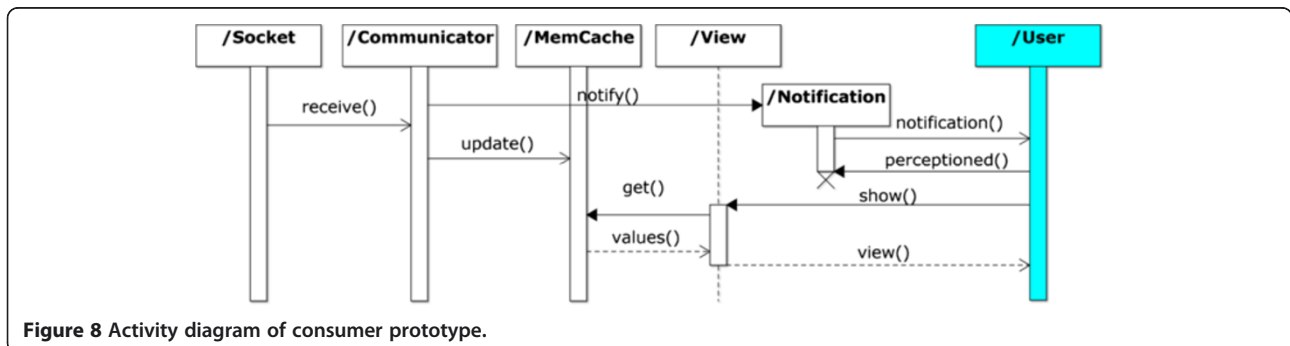 /Socket
/Communicator
/MemCache
/View
/User
/Notification
notify()
receive()
notification()
update()
perceptioned()
get()
show()
values()
view()
Figure 8 Activity diagram of consumer prototype.